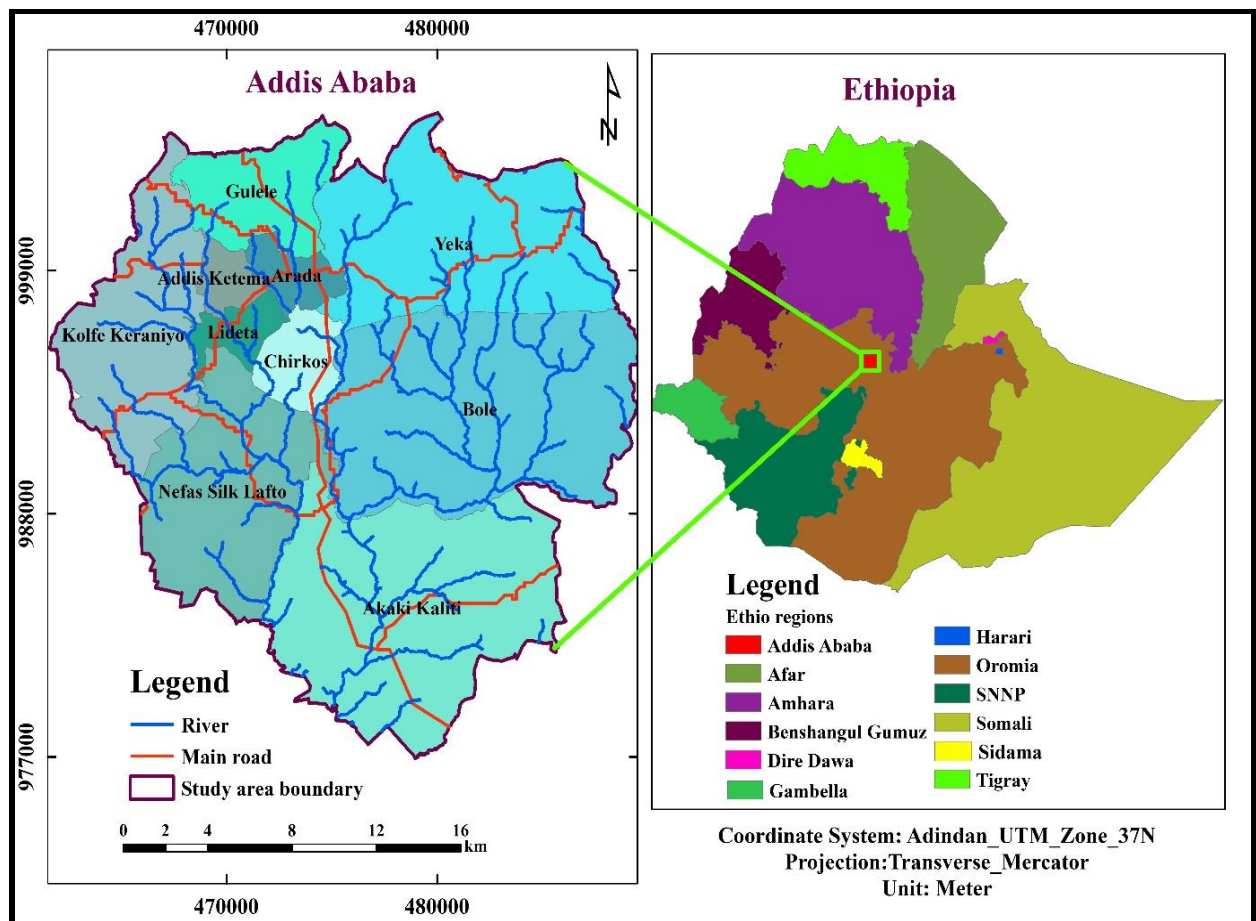 470000
480000
Addis Ababa
N
Gulele
Yeka
Addis Ketema
Arada
Kolfe Keraniyo
Lideta
Chirkos
Bole
Nefas Silk Lafto
Akaki Kaliti
999000
988000
977000
Legend
River
Main road
Study area boundary
0 2 4 8 12 16
km
470000
480000
Ethiopia
Legend
Ethio regions
Addis Ababa
Afar
Amhara
Benshangul Gumuz
Dire Dawa
Gambella
Harari
Oromia
SNNP
Somali
Sidama
Tigray
Coordinate System: Adindan_UTM_Zone_37N
Projection:Transverse_Mercator
Unit: Meter